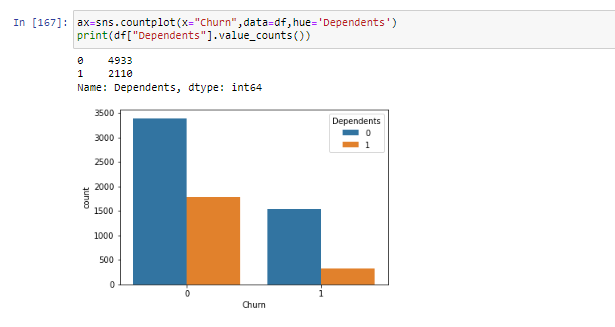 In [167]: ax=sns.countplot(x="Churn",data=df,hue='Dependents')
print(df["Dependents"].value_counts())
0    4933
1    2110
Name: Dependents, dtype: int64
Dependents
0
1
3500
3000
2500
2000
1500
1000
500
0
count
0 1
Churn